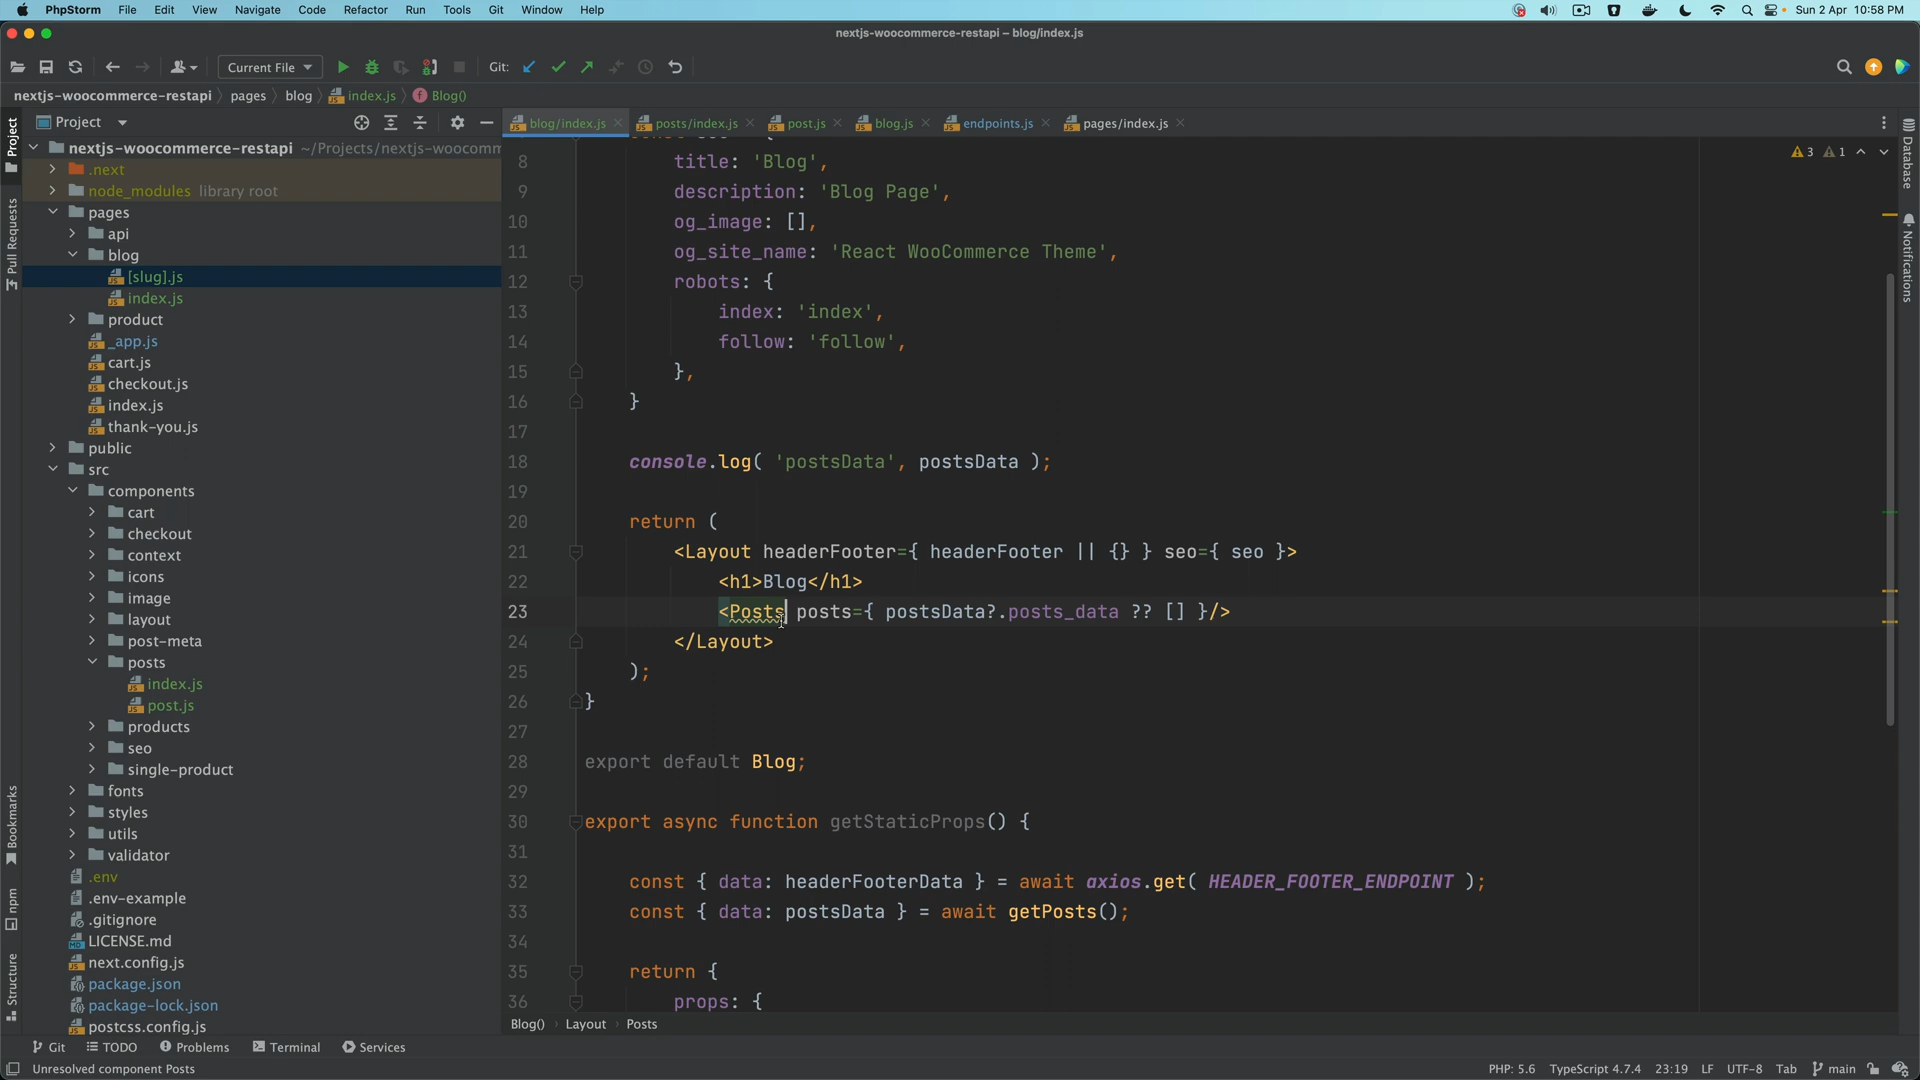 PhpStorm File Edit View Navigate Code Refactor Run Tools Git Window Help Sun 2 Apr 10:58 PM
nextjs-woocommerce-restapi – blog/index.js
Current File Git:
nextjs-woocommerce-restapi pages blog index.js Blog()
Project
blog/index.js posts/index.js post.js blog.js endpoints.js pages/index.js
nextjs-woocommerce-restapi ~/Projects/nextjs-woocomm
.next
node_modules library root
pages
api
blog
[slug].js
index.js
product
_app.js
cart.js
checkout.js
index.js
thank-you.js
public
src
components
cart
checkout
context
icons
image
layout
post-meta
posts
index.js
post.js
products
seo
single-product
fonts
styles
utils
validator
.env
.env-example
.gitignore
LICENSE.md
next.config.js
package.json
package-lock.json
postcss.config.js
3 1
8 title: 'Blog',
9 description: 'Blog Page',
10 og_image: [],
11 og_site_name: 'React WooCommerce Theme',
12 robots: {
13 index: 'index',
14 follow: 'follow',
15 },
16 }
17
18 console.log( 'postsData', postsData );
19
20 return (
21 <Layout headerFooter={ headerFooter || {} } seo={ seo }>
22 <h1>Blog</h1>
23 <Posts posts={ postsData?.posts_data ?? [] }/>
24 </Layout>
25 );
26 }
27
28 export default Blog;
29
30 export async function getStaticProps() {
31
32 const { data: headerFooterData } = await axios.get( HEADER_FOOTER_ENDPOINT );
33 const { data: postsData } = await getPosts();
34
35 return {
36 props: {
Blog() Layout Posts
Project
Pull Requests
Bookmarks
npm
Structure
Database
Notifications
Git TODO Problems Terminal Services
Unresolved component Posts PHP: 5.6 TypeScript 4.7.4 23:19 LF UTF-8 Tab main